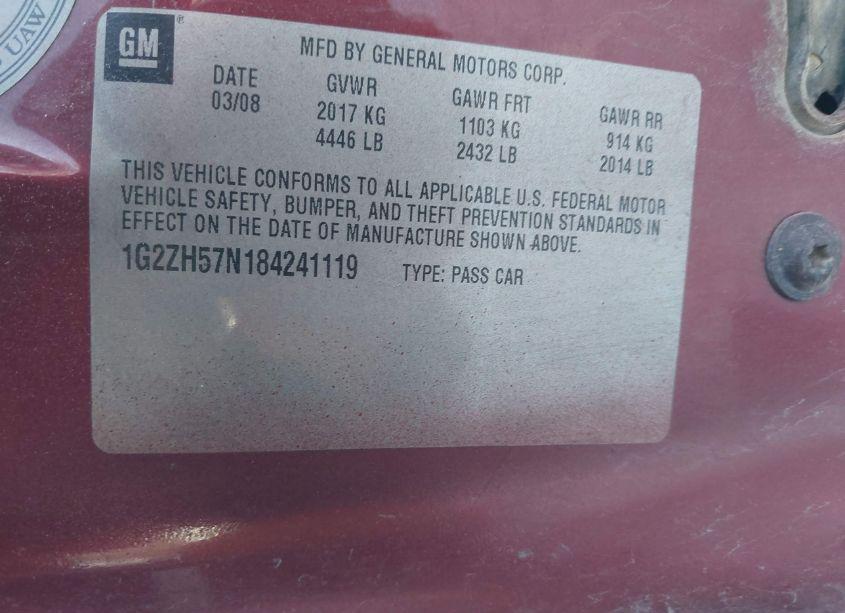 UAW
GM
MFD BY GENERAL MOTORS CORP.
DATE GVWR GAWR FRT GAWR RR
03/08 2017 KG 1103 KG 914 KG
4446 LB 2432 LB 2014 LB
THIS VEHICLE CONFORMS TO ALL APPLICABLE U.S. FEDERAL MOTOR
VEHICLE SAFETY, BUMPER, AND THEFT PREVENTION STANDARDS IN
EFFECT ON THE DATE OF MANUFACTURE SHOWN ABOVE.
1G2ZH57N184241119 TYPE: PASS CAR